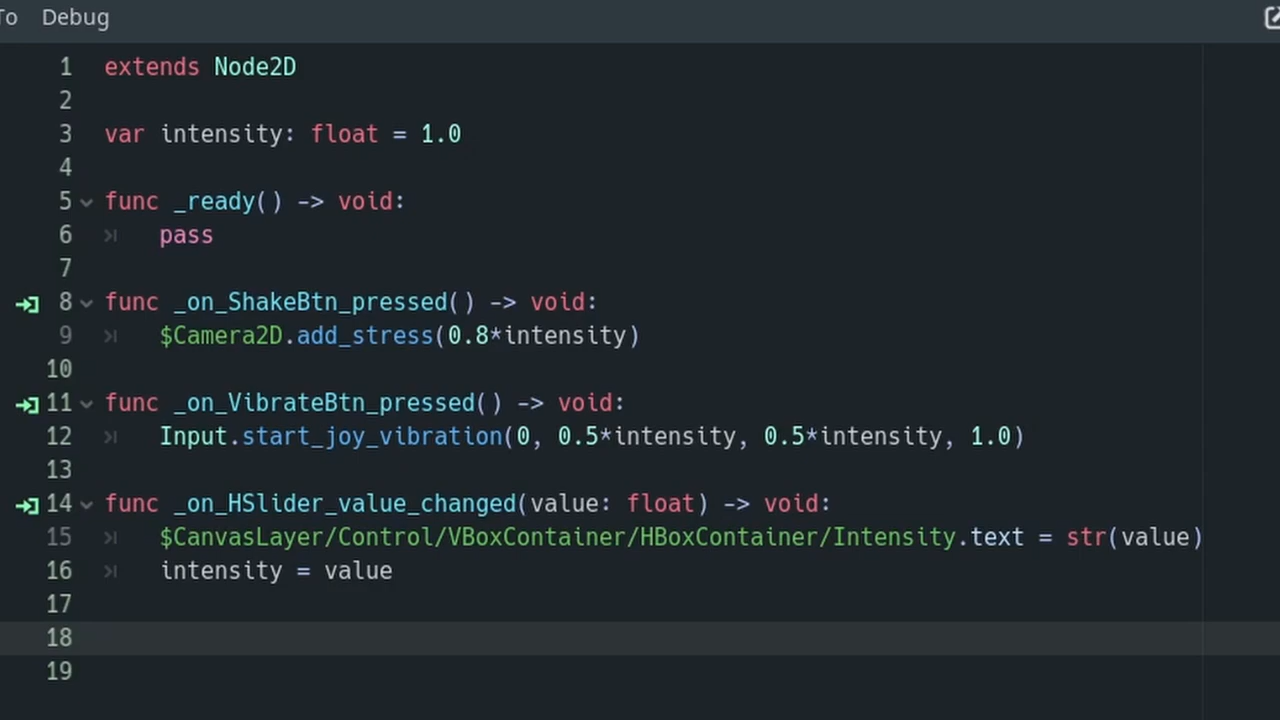 To Debug
1 extends Node2D
2
3 var intensity: float = 1.0
4
5 func _ready() -> void:
6 pass
7
8 func _on_ShakeBtn_pressed() -> void:
9 $Camera2D.add_stress(0.8*intensity)
10
11 func _on_VibrateBtn_pressed() -> void:
12 Input.start_joy_vibration(0, 0.5*intensity, 0.5*intensity, 1.0)
13
14 func _on_HSlider_value_changed(value: float) -> void:
15 $CanvasLayer/Control/VBoxContainer/HBoxContainer/Intensity.text = str(value)
16 intensity = value
17
18
19